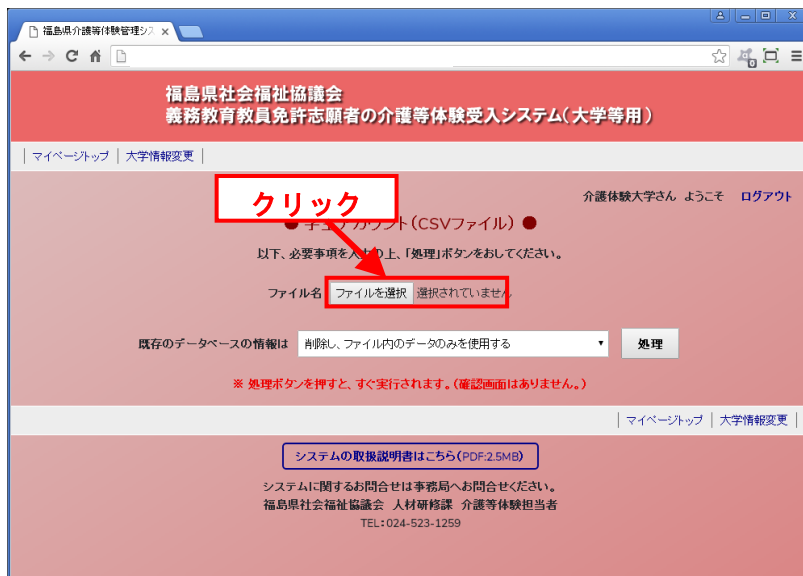 福島県介護等体験管理シス
福島県社会福祉協議会
義務教育教員免許志願者の介護等体験受入システム(大学等用)
マイページトップ 大学情報変更
介護体験大学さん ようこそ ログアウト
クリック
● 学生アカウント(CSVファイル) ●
以下、必要事項を入力の上、「処理」ボタンをおしてください。
ファイル名 ファイルを選択 選択されていません
既存のデータベースの情報は 削除し、ファイル内のデータのみを使用する 処理
※ 処理ボタンを押すと、すぐ実行されます。(確認画面はありません。)
マイページトップ 大学情報変更
システムの取扱説明書はこちら(PDF:2.5MB)
システムに関するお問合せは事務局へお問合せください。
福島県社会福祉協議会 人材研修課 介護等体験担当者
TEL:024-523-1259